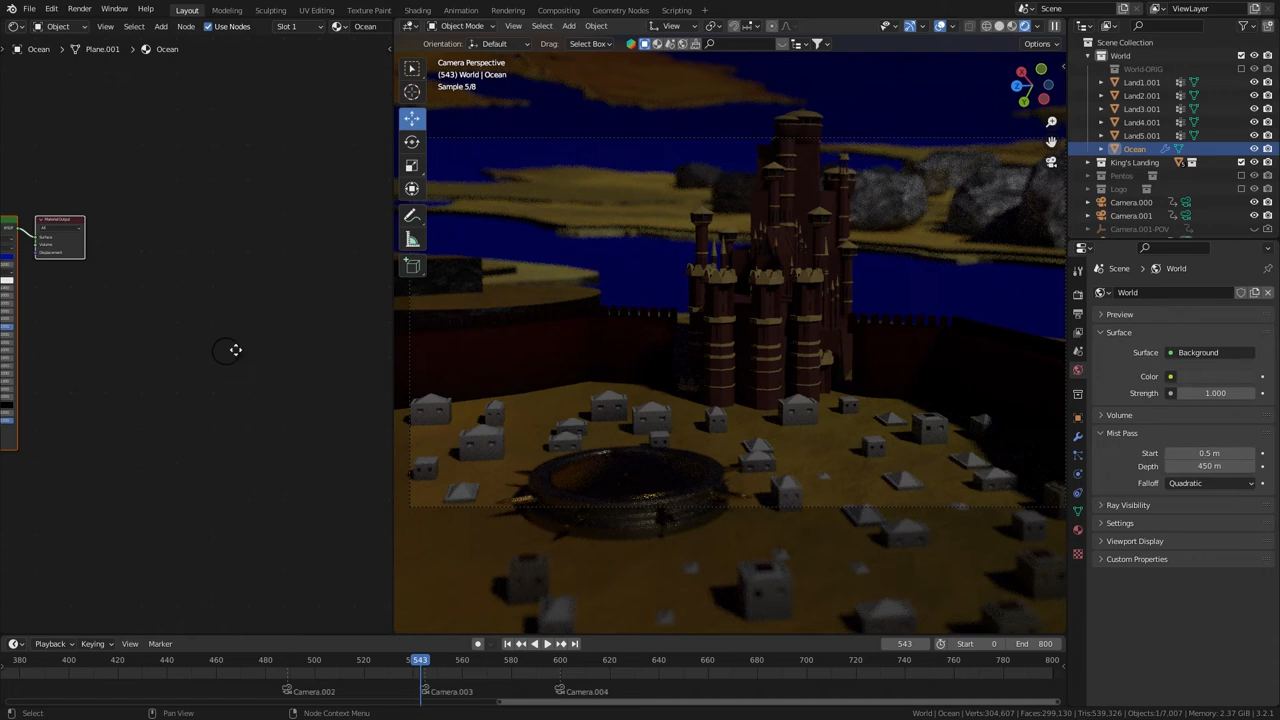 File Edit Render Window Help Layout Modeling Sculpting UV Editing Texture Paint Shading Animation Rendering Compositing Geometry Nodes Scripting Scene ViewLayer
Object View Select Add Node Use Nodes Slot 1 Ocean
Object Mode View Select Add Object
Ocean Plane.001 Ocean
Orientation: Default Drag: Select Box Options
Camera Perspective
(543) World | Ocean
Sample 5/8
Z
Y
Material Output
All
Surface
Volume
Displacement
Scene Collection
World
World-ORIG
Land1.001
Land2.001
Land3.001
Land4.001
Land5.001
Ocean
King's Landing
Pentos
Logo
Camera.000
Camera.001
Camera.001-POV
Scene World
World
Preview
Surface
Surface Background
Color
Strength 1.000
Volume
Mist Pass
Start 0.5 m
Depth 450 m
Falloff Quadratic
Ray Visibility
Settings
Viewport Display
Custom Properties
Playback Keying View Marker 543 Start 0 End 800
380 400 420 440 460 480 500 520 543 560 580 600 620 640 660 680 700 720 740 760 780 800
Camera.002 Camera.003 Camera.004
Select Pan View Node Context Menu World | Ocean | Verts:304,607 | Faces:299,130 | Tris:539,326 | Objects:1/7,007 | Memory: 2.37 GiB | 3.2.1